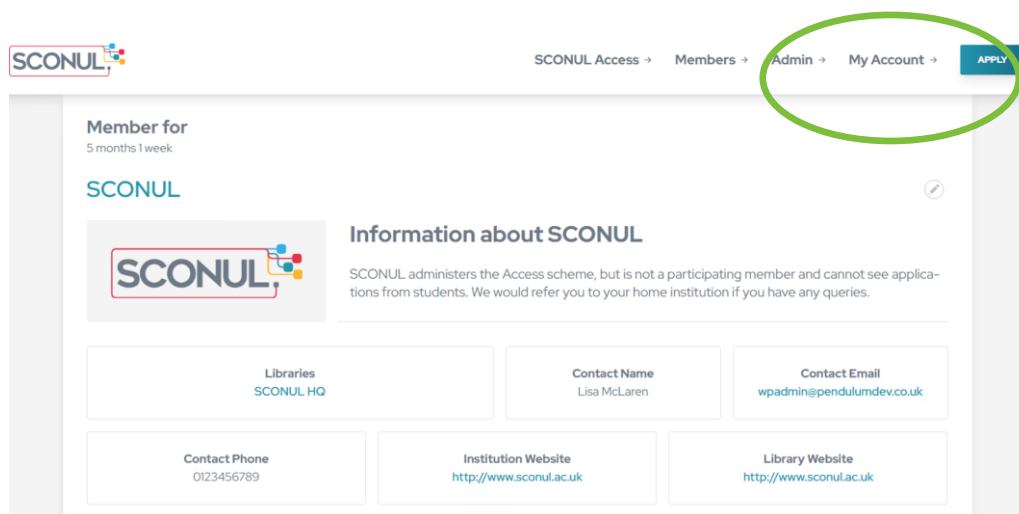 SCONUL.
SCONUL Access → Members → Admin → My Account → APPLY
Member for
5 months 1 week
SCONUL
SCONUL.
Information about SCONUL
SCONUL administers the Access scheme, but is not a participating member and cannot see applica-
tions from students. We would refer you to your home institution if you have any queries.
Libraries
SCONUL HQ
Contact Name
Lisa McLaren
Contact Email
wpadmin@pendulumdev.co.uk
Contact Phone
0123456789
Institution Website
http://www.sconul.ac.uk
Library Website
http://www.sconul.ac.uk